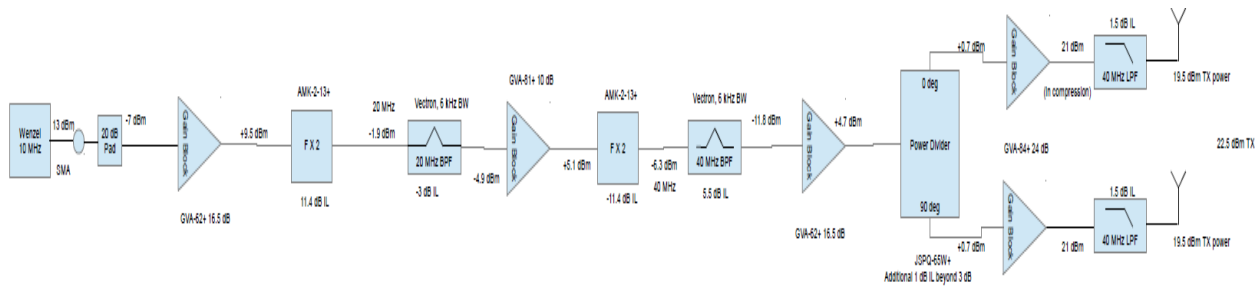 Wenzel
10 MHz
13 dBm
SMA
20 dB
Pad
-7 dBm
Gain Block
GVA-62+ 16.5 dB
+9.5 dBm
AMK-2-13+
F X 2
11.4 dB IL
20 MHz
-1.9 dBm
Vectron, 6 kHz BW
20 MHz BPF
-3 dB IL
-4.9 dBm
GVA-81+ 10 dB
Gain Block
+5.1 dBm
AMK-2-13+
F X 2
-11.4 dB IL
-6.3 dBm
40 MHz
Vectron, 6 kHz BW
40 MHz BPF
5.5 dB IL
-11.8 dBm
Gain Block
GVA-62+ 16.5 dB
+4.7 dBm
0 deg
Power Divider
90 deg
JSPQ-65W+
Additional 1 dB IL beyond 3 dB
+0.7 dBm
Gain Block
21 dBm
(in compression)
1.5 dB IL
40 MHz LPF
19.5 dBm TX power
GVA-84+ 24 dB
22.5 dBm TX
+0.7 dBm
Gain Block
21 dBm
1.5 dB IL
40 MHz LPF
19.5 dBm TX power